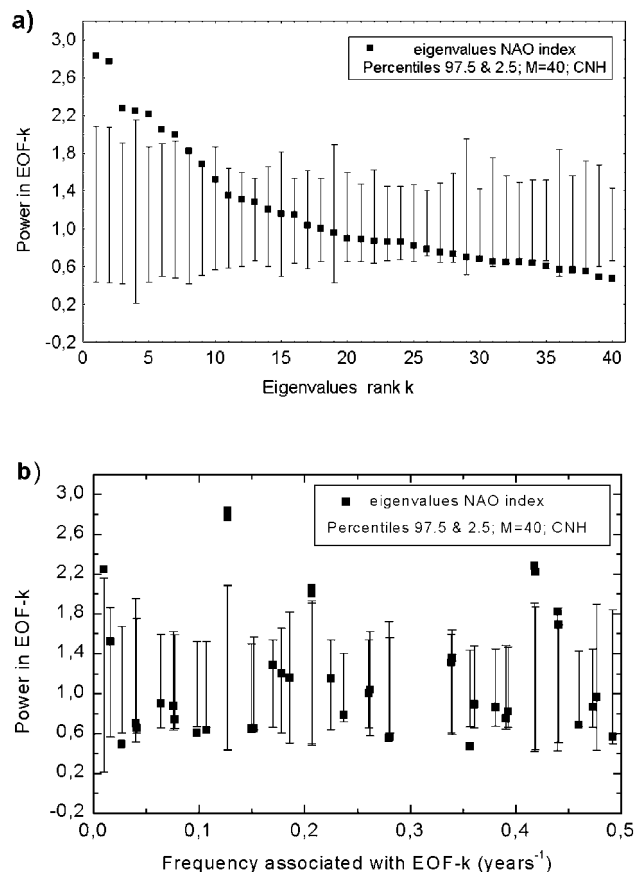 a)
3,0
2,6
2,2
1,8
1,4
1,0
0,6
0,2
-0,2
Power in EOF-k
eigenvalues NAO index
Percentiles 97.5 & 2.5; M=40; CNH
0 5 10 15 20 25 30 35 40
Eigenvalues rank k
b)
3,0
2,6
2,2
1,8
1,4
1,0
0,6
0,2
-0,2
Power in EOF-k
eigenvalues NAO index
Percentiles 97.5 & 2.5; M=40; CNH
0,0 0,1 0,2 0,3 0,4 0,5
Frequency associated with EOF-k (years⁻¹)